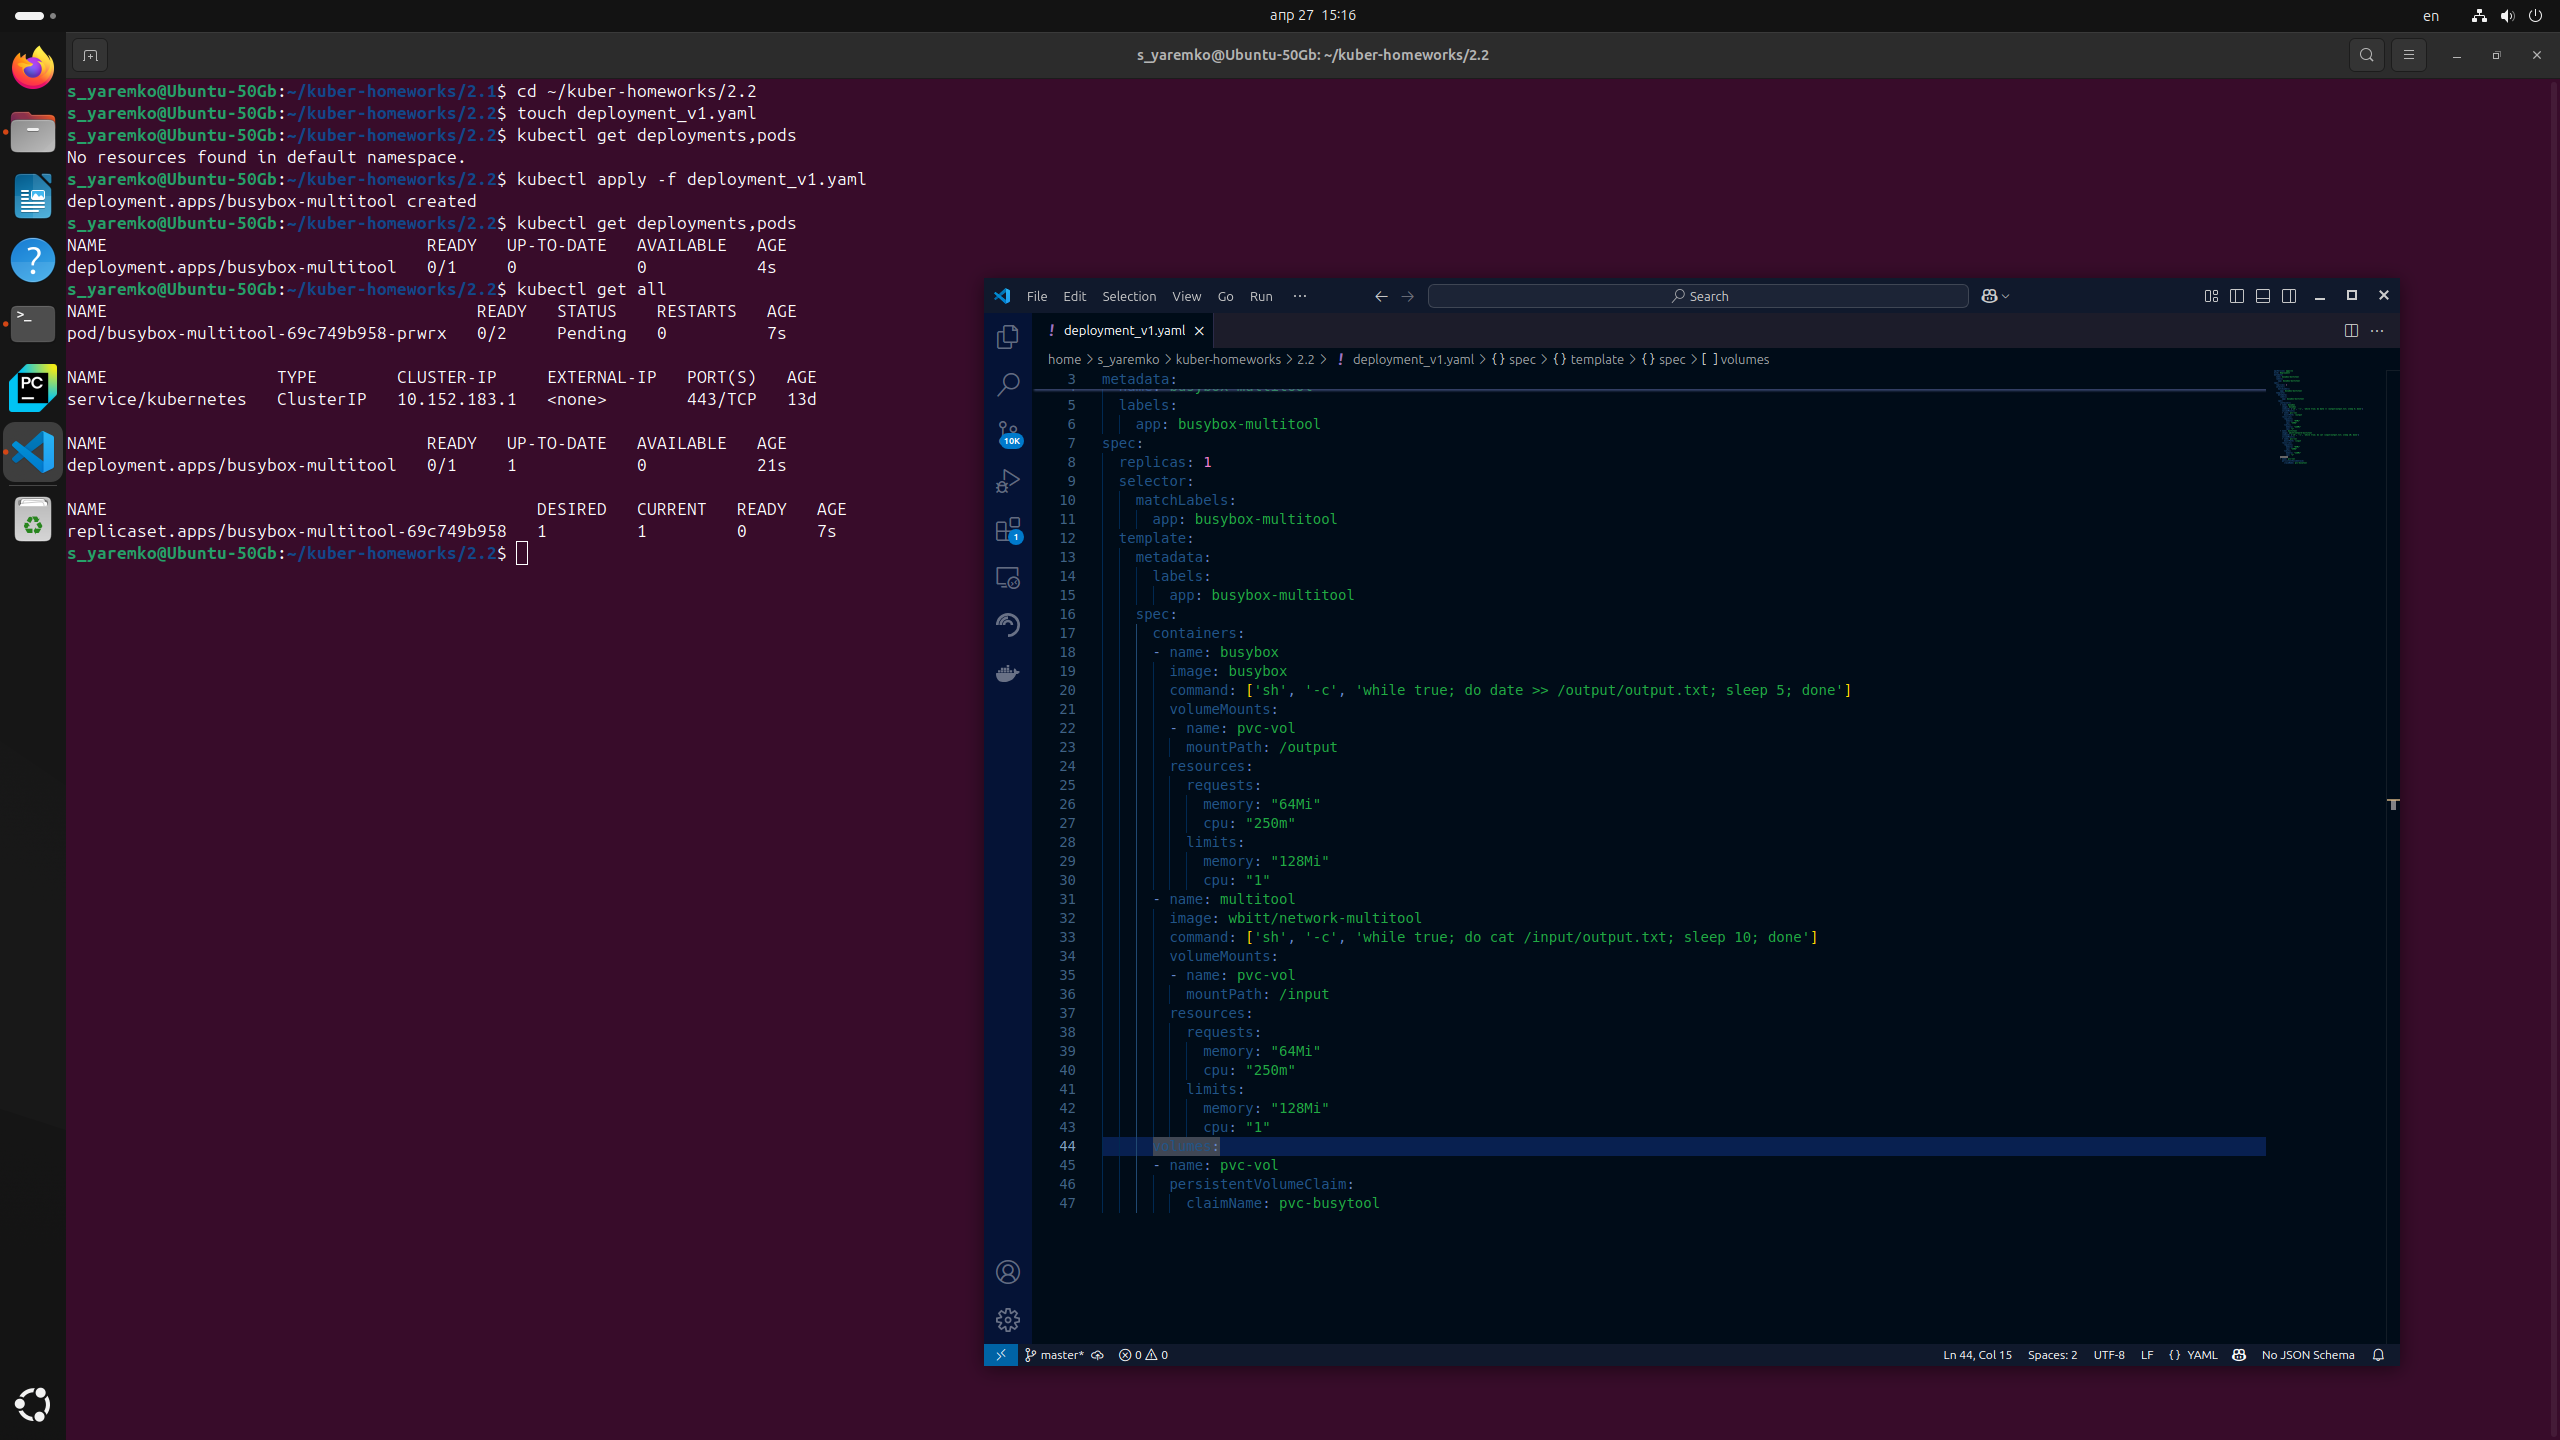 апр 27 15:16
en
s_yaremko@Ubuntu-50Gb: ~/kuber-homeworks/2.2
s_yaremko@Ubuntu-50Gb:~/kuber-homeworks/2.1$ cd ~/kuber-homeworks/2.2
s_yaremko@Ubuntu-50Gb:~/kuber-homeworks/2.2$ touch deployment_v1.yaml
s_yaremko@Ubuntu-50Gb:~/kuber-homeworks/2.2$ kubectl get deployments,pods
No resources found in default namespace.
s_yaremko@Ubuntu-50Gb:~/kuber-homeworks/2.2$ kubectl apply -f deployment_v1.yaml
deployment.apps/busybox-multitool created
s_yaremko@Ubuntu-50Gb:~/kuber-homeworks/2.2$ kubectl get deployments,pods
NAME READY UP-TO-DATE AVAILABLE AGE
deployment.apps/busybox-multitool 0/1 0 0 4s
s_yaremko@Ubuntu-50Gb:~/kuber-homeworks/2.2$ kubectl get all
NAME READY STATUS RESTARTS AGE
pod/busybox-multitool-69c749b958-prwrx 0/2 Pending 0 7s
NAME TYPE CLUSTER-IP EXTERNAL-IP PORT(S) AGE
service/kubernetes ClusterIP 10.152.183.1 <none> 443/TCP 13d
NAME READY UP-TO-DATE AVAILABLE AGE
deployment.apps/busybox-multitool 0/1 1 0 21s
NAME DESIRED CURRENT READY AGE
replicaset.apps/busybox-multitool-69c749b958 1 1 0 7s
s_yaremko@Ubuntu-50Gb:~/kuber-homeworks/2.2$
PC
File Edit Selection View Go Run ··· Search
! deployment_v1.yaml
home > s_yaremko > kuber-homeworks > 2.2 > ! deployment_v1.yaml > {} spec > {} template > {} spec > [ ] volumes
10K
1
3 metadata:
5 labels:
6 app: busybox-multitool
7 spec:
8 replicas: 1
9 selector:
10 matchLabels:
11 app: busybox-multitool
12 template:
13 metadata:
14 labels:
15 app: busybox-multitool
16 spec:
17 containers:
18 - name: busybox
19 image: busybox
20 command: ['sh', '-c', 'while true; do date >> /output/output.txt; sleep 5; done']
21 volumeMounts:
22 - name: pvc-vol
23 mountPath: /output
24 resources:
25 requests:
26 memory: "64Mi"
27 cpu: "250m"
28 limits:
29 memory: "128Mi"
30 cpu: "1"
31 - name: multitool
32 image: wbitt/network-multitool
33 command: ['sh', '-c', 'while true; do cat /input/output.txt; sleep 10; done']
34 volumeMounts:
35 - name: pvc-vol
36 mountPath: /input
37 resources:
38 requests:
39 memory: "64Mi"
40 cpu: "250m"
41 limits:
42 memory: "128Mi"
43 cpu: "1"
44 volumes:
45 - name: pvc-vol
46 persistentVolumeClaim:
47 claimName: pvc-busytool
master* 0 0 Ln 44, Col 15 Spaces: 2 UTF-8 LF {} YAML No JSON Schema